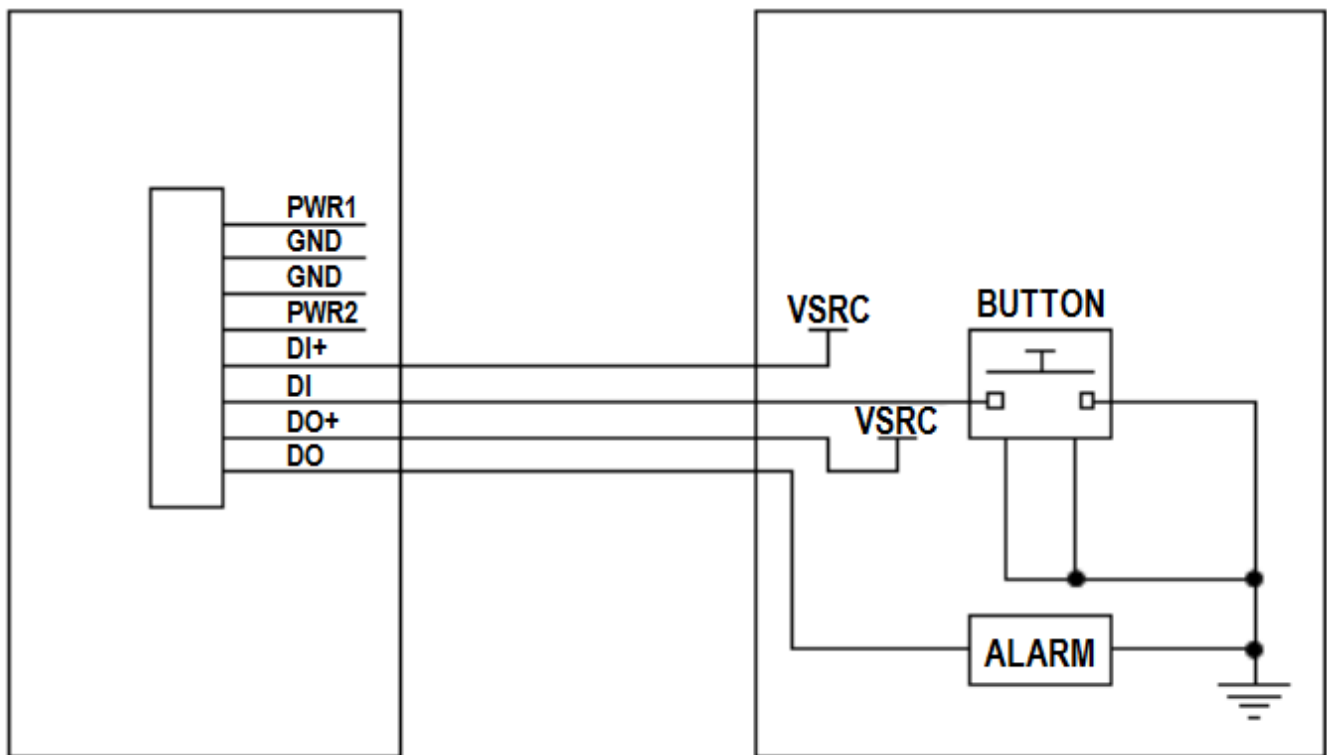 PWR1
GND
GND
PWR2
DI+
DI
DO+
DO
VSRC
BUTTON
VSRC
ALARM